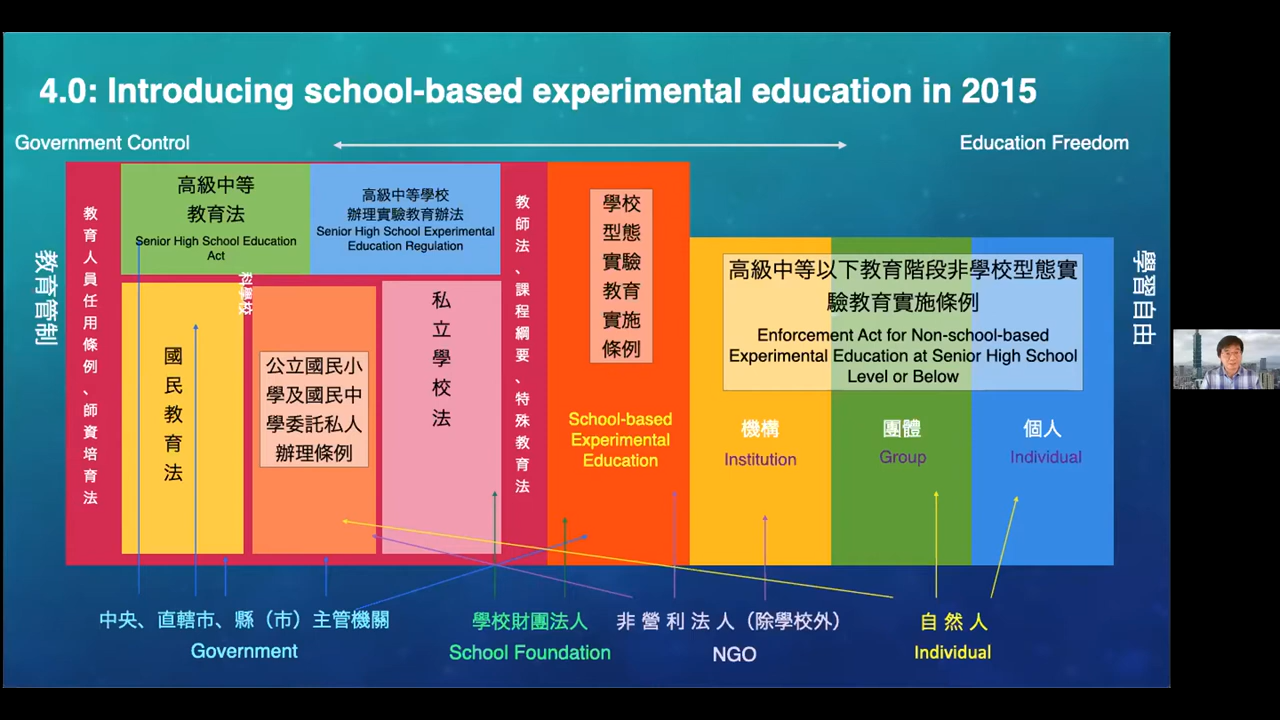 4.0: Introducing school-based experimental education in 2015
Government Control
Education Freedom
教育管制
教育人員任用條例、師資培育法
高級中等
教育法
Senior High School Education
Act
高級中等學校
辦理實驗教育辦法
Senior High School Experimental
Education Regulation
國民教育法
科學校
公立國民小
學及國民中
學委託私人
辦理條例
私立學校法
教師法、課程綱要、特殊教育法
學校
型態
實驗
教育
實施
條例
School-based
Experimental
Education
高級中等以下教育階段非學校型態實
驗教育實施條例
Enforcement Act for Non-school-based
Experimental Education at Senior High School
Level or Below
機構
Institution
團體
Group
個人
Individual
學習自由
中央、直轄市、縣（市）主管機關
Government
學校財團法人
School Foundation
非營利法人（除學校外）
NGO
自然人
Individual